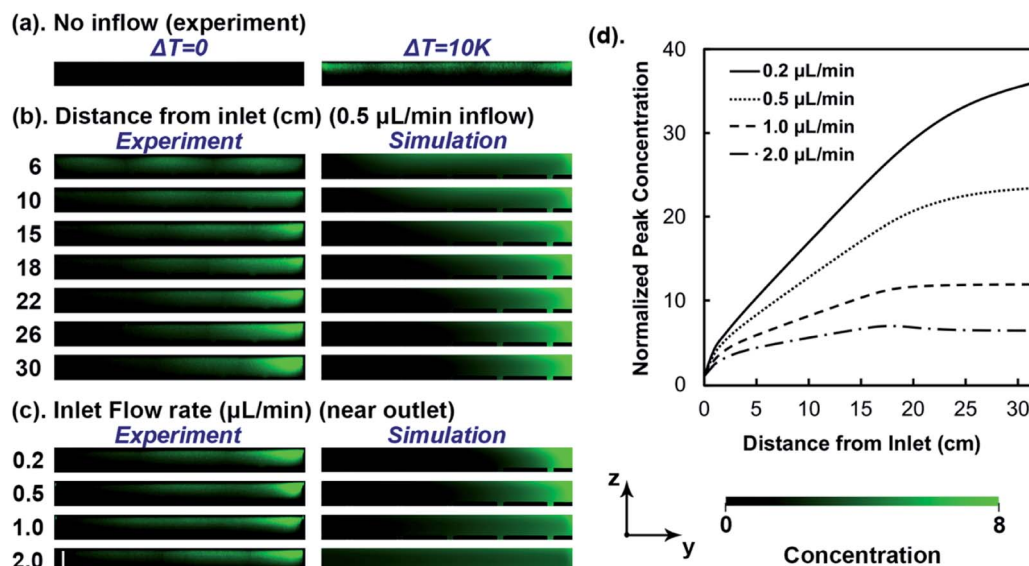 (a). No inflow (experiment)
ΔT=0 ΔT=10K
(b). Distance from inlet (cm) (0.5 µL/min inflow)
Experiment Simulation
6
10
15
18
22
26
30
(c). Inlet Flow rate (µL/min) (near outlet)
Experiment Simulation
0.2
0.5
1.0
2.0
(d).
Normalized Peak Concentration
40
30
20
10
0
0.2 µL/min
0.5 µL/min
1.0 µL/min
2.0 µL/min
0 5 10 15 20 25 30
Distance from Inlet (cm)
z
y
0 8
Concentration